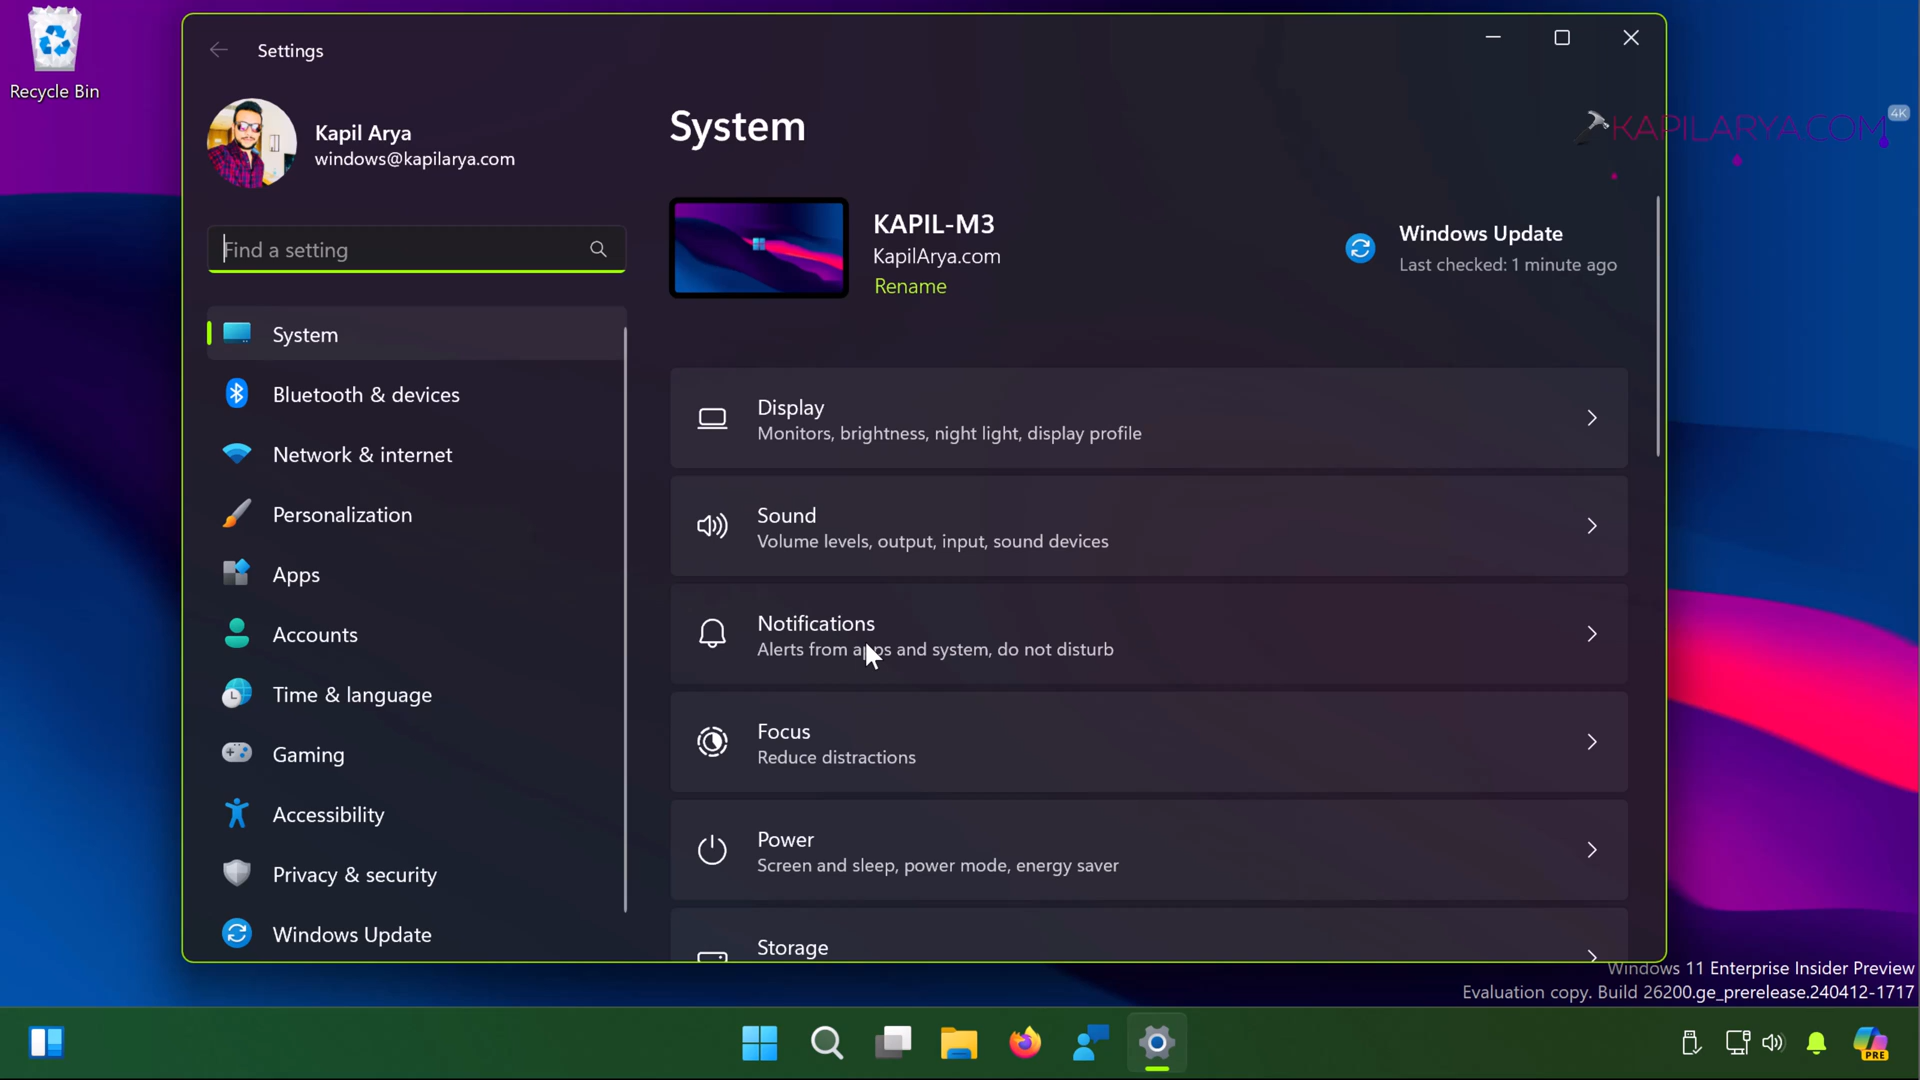 Recycle Bin
Settings
Kapil Arya
windows@kapilarya.com
Find a setting
System
Bluetooth & devices
Network & internet
Personalization
Apps
Accounts
Time & language
Gaming
Accessibility
Privacy & security
Windows Update
System
KAPIL-M3
KapilArya.com
Rename
Windows Update
Last checked: 1 minute ago
Display
Monitors, brightness, night light, display profile
Sound
Volume levels, output, input, sound devices
Notifications
Alerts from apps and system, do not disturb
Focus
Reduce distractions
Power
Screen and sleep, power mode, energy saver
Storage
KAPILARYA.COM
4K
Windows 11 Enterprise Insider Preview
Evaluation copy. Build 26200.ge_prerelease.240412-1717
PRE